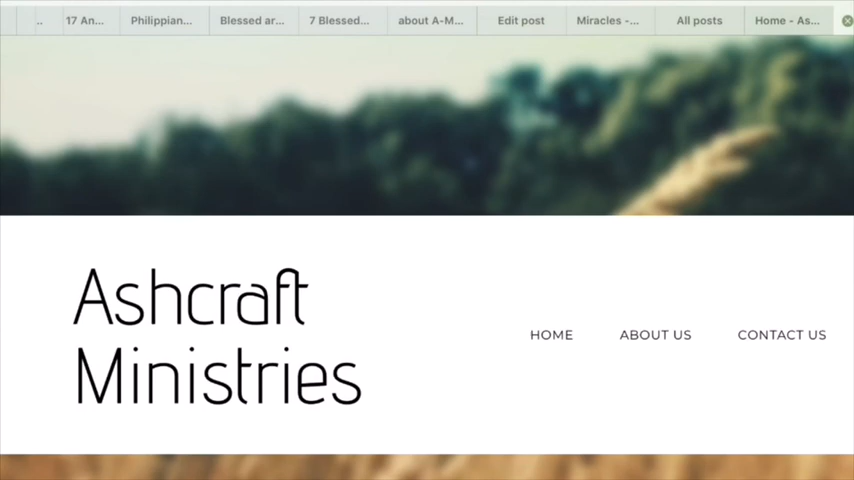 .. 17 An... Philippian... Blessed ar... 7 Blessed... about A-M... Edit post Miracles -... All posts Home - As...
Ashcraft
Ministries
HOME ABOUT US CONTACT US